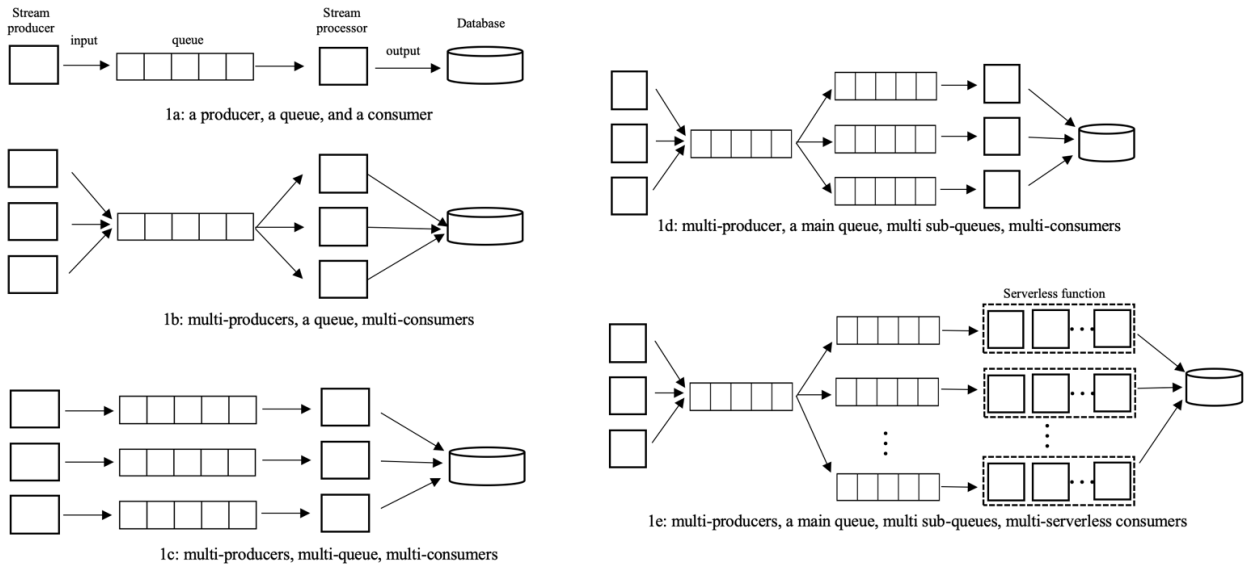 Stream
producer
input
queue
Stream
processor
output
Database
1a: a producer, a queue, and a consumer
1b: multi-producers, a queue, multi-consumers
1c: multi-producers, multi-queue, multi-consumers
1d: multi-producer, a main queue, multi sub-queues, multi-consumers
Serverless function
1e: multi-producers, a main queue, multi sub-queues, multi-serverless consumers